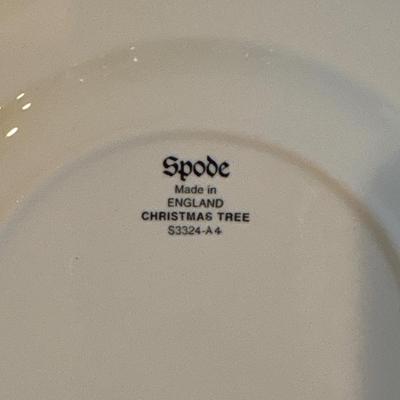 Spode
Made in
ENGLAND
CHRISTMAS TREE
S3324-A4